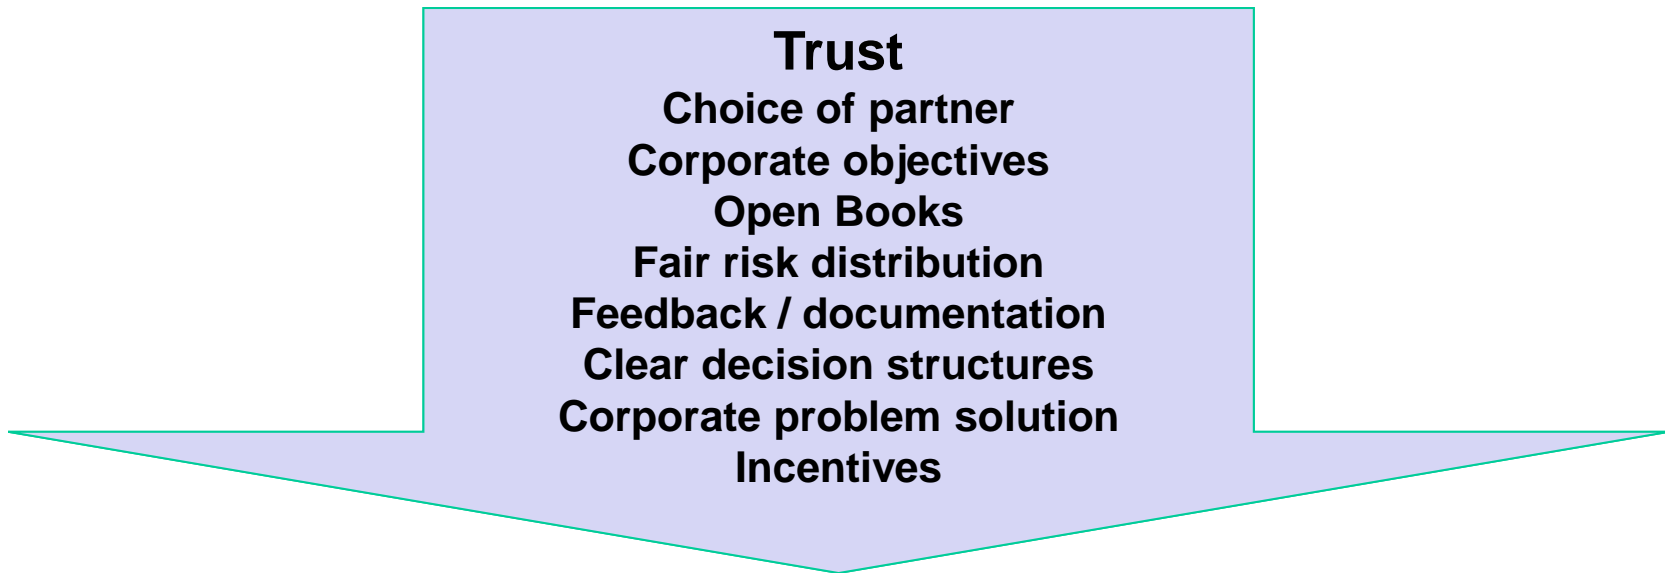 Trust
Choice of partner
Corporate objectives
Open Books
Fair risk distribution
Feedback / documentation
Clear decision structures
Corporate problem solution
Incentives